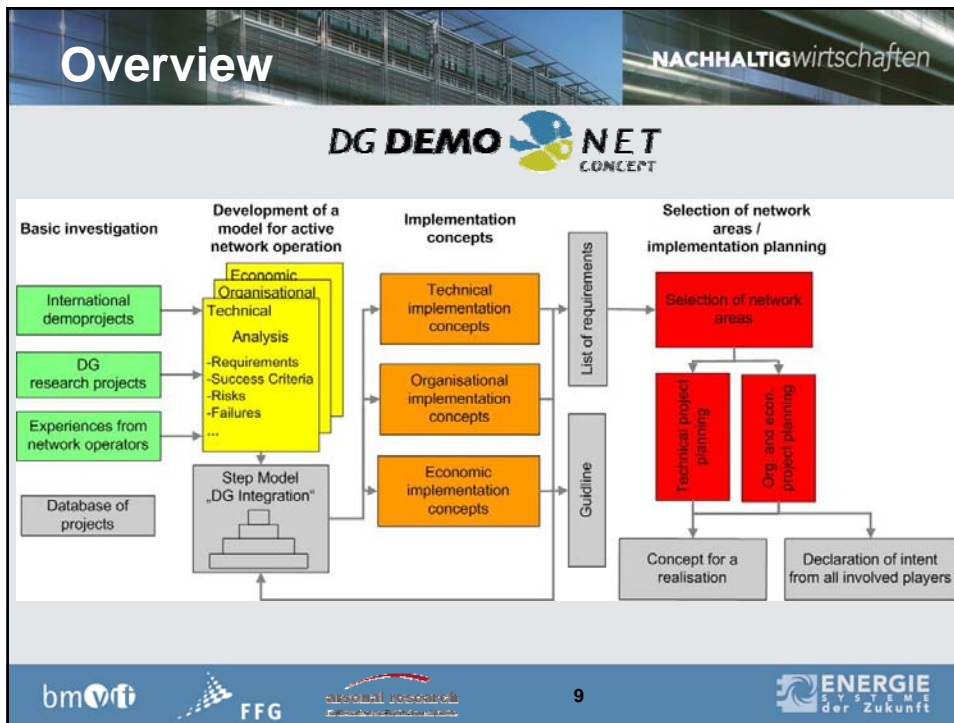 Overview
NACHHALTIGwirtschaften
DG DEMO NET
CONCEPT
Basic investigation
Development of a
model for active
network operation
Implementation
concepts
Selection of network
areas /
implementation planning
International
demoprojects
DG
research projects
Experiences from
network operators
Database of
projects
Economic
Organisational
Technical
Analysis
-Requirements
-Success Criteria
-Risks
-Failures
...
Step Model
„DG Integration“
Technical
implementation
concepts
Organisational
implementation
concepts
Economic
implementation
concepts
List of requirements
Guidline
Selection of network
areas
Technical project
planning
Org. and econ.
project planning
Concept for a
realisation
Declaration of intent
from all involved players
bmvit
FFG
arsenal research
9
ENERGIE
SYSTEME
der Zukunft